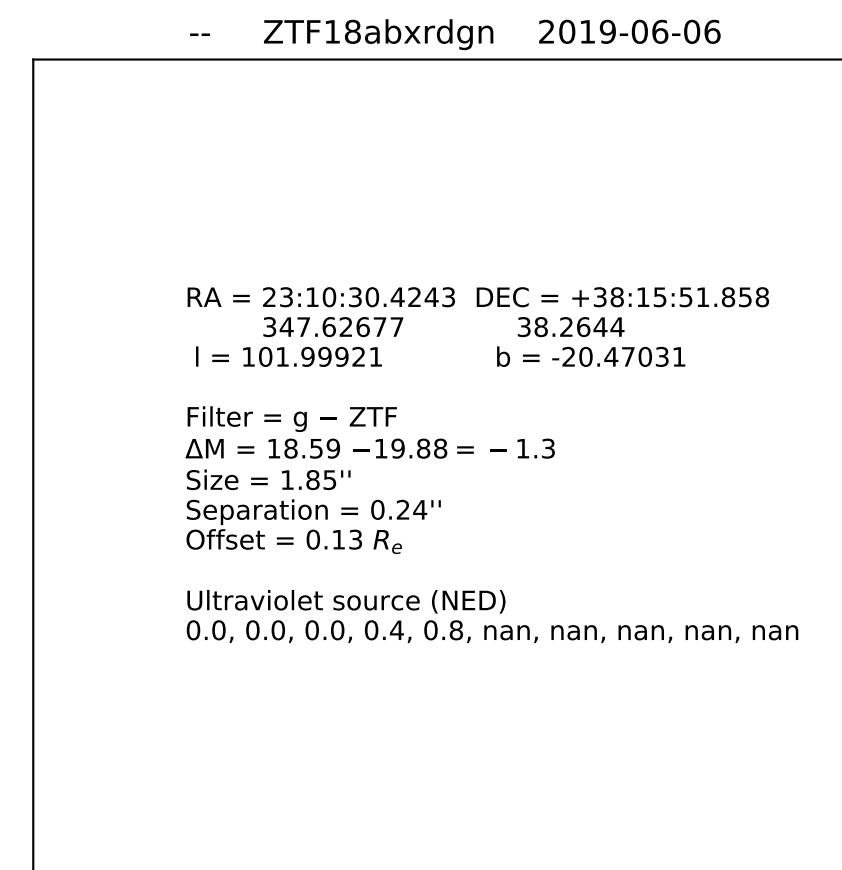 -- ZTF18abxrdgn 2019-06-06
RA = 23:10:30.4243 DEC = +38:15:51.858
347.62677 38.2644
l = 101.99921 b = -20.47031
Filter = g − ZTF
ΔM = 18.59 −19.88 = − 1.3
Size = 1.85''
Separation = 0.24''
Offset = 0.13 Re
Ultraviolet source (NED)
0.0, 0.0, 0.0, 0.4, 0.8, nan, nan, nan, nan, nan